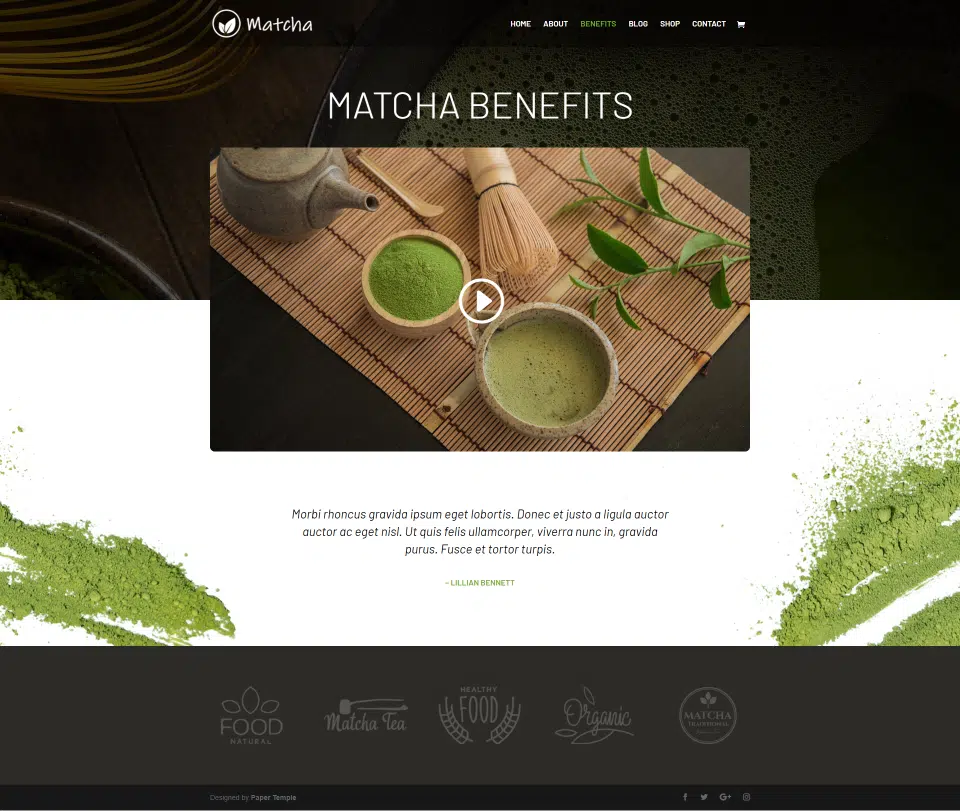 Matcha
HOME ABOUT BENEFITS BLOG SHOP CONTACT
MATCHA BENEFITS
Morbi rhoncus gravida ipsum eget lobortis. Donec et justo a ligula auctor
auctor ac eget nisl. Ut quis felis ullamcorper, viverra nunc in, gravida
purus. Fusce et tortor turpis.
– LILLIAN BENNETT
FOOD
NATURAL
Matcha Tea
HEALTHY
FOOD
Organic
MATCHA
TRADITIONAL
Designed by Paper Temple